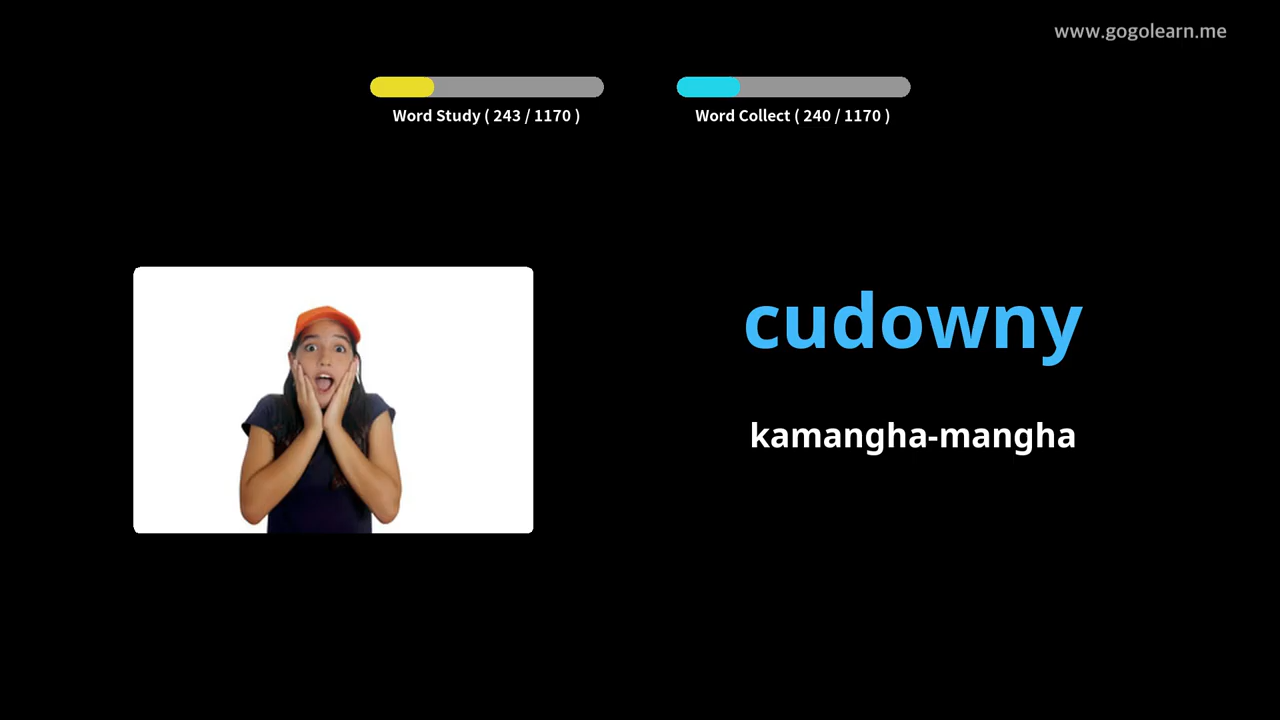 www.gogolearn.me
Word Study ( 243 / 1170 )
Word Collect ( 240 / 1170 )
cudowny
kamangha-mangha